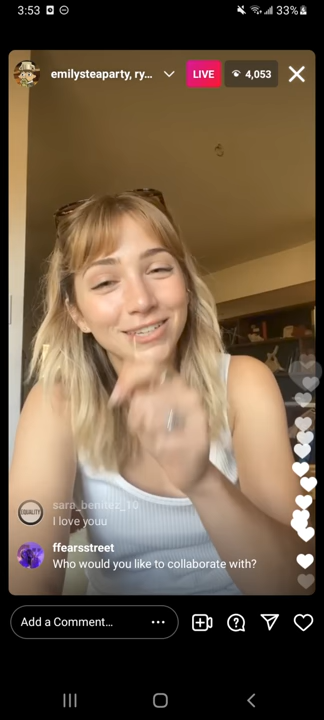 3:53
33%
emilysteaparty, ry...
LIVE
4,053
EQUALITY
sara_benitez_10
I love youu
ffearsstreet
Who would you like to collaborate with?
Add a Comment...